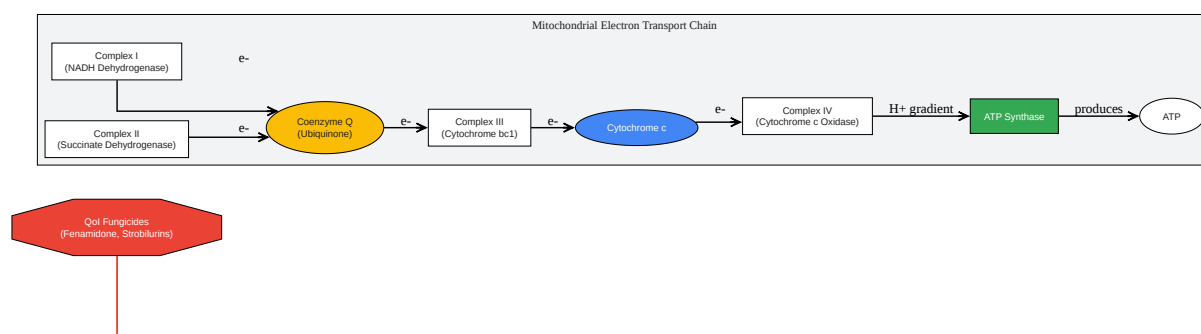 Mitochondrial Electron Transport Chain
Complex I
(NADH Dehydrogenase)
e-
Complex II
(Succinate Dehydrogenase)
e-
Coenzyme Q
(Ubiquinone)
e-
Complex III
(Cytochrome bc1)
e-
Cytochrome c
e-
Complex IV
(Cytochrome c Oxidase)
H+ gradient
ATP Synthase
produces
ATP
QoI Fungicides
(Fenamidone, Strobilurins)